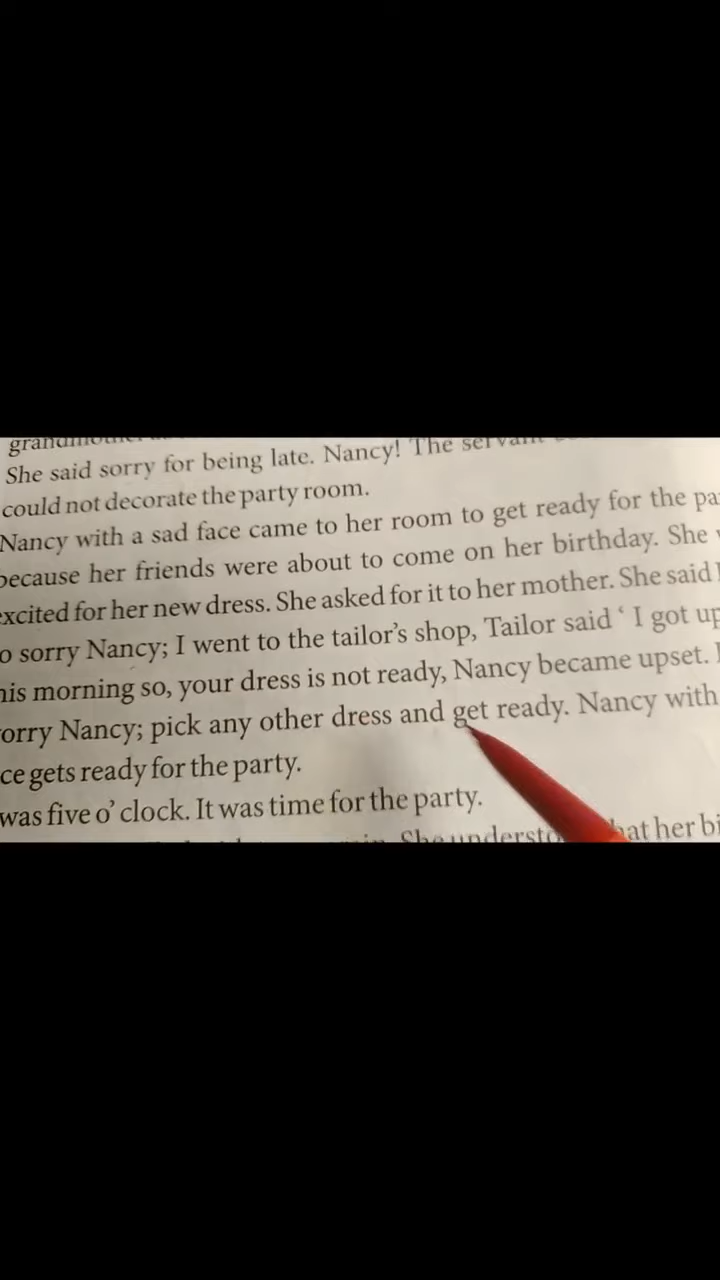 She said sorry for being late. Nancy! The
could not decorate the party room.
Nancy with a sad face came to her room to get ready for the
because her friends were about to come on her birthday. She
excited for her new dress. She asked for it to her mother. She said
sorry Nancy; I went to the tailor's shop, Tailor said ‘ I got up
this morning so, your dress is not ready, Nancy became upset.
sorry Nancy; pick any other dress and get ready. Nancy with
gets ready for the party.
was five o’ clock. It was time for the party.
her